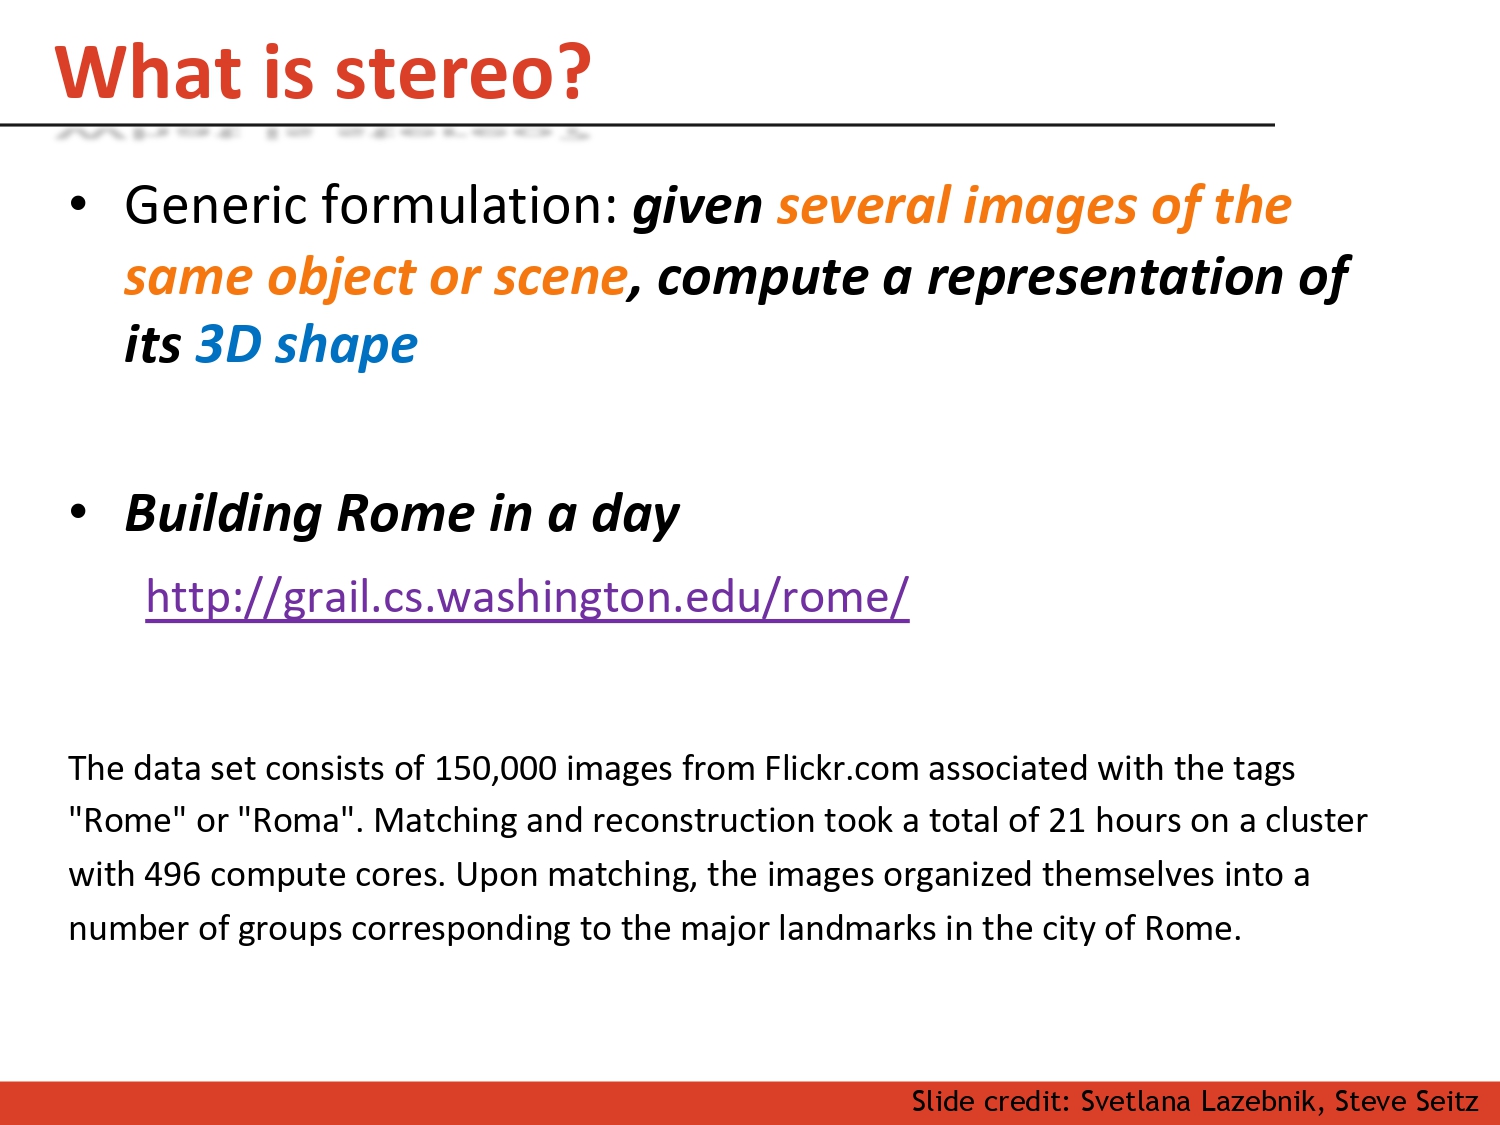 What is stereo?
• Generic formulation: given several images of the
same object or scene, compute a representation of
its 3D shape
• Building Rome in a day
http://grail.cs.washington.edu/rome/
The data set consists of 150,000 images from Flickr.com associated with the tags
"Rome" or "Roma". Matching and reconstruction took a total of 21 hours on a cluster
with 496 compute cores. Upon matching, the images organized themselves into a
number of groups corresponding to the major landmarks in the city of Rome.
Slide credit: Svetlana Lazebnik, Steve Seitz